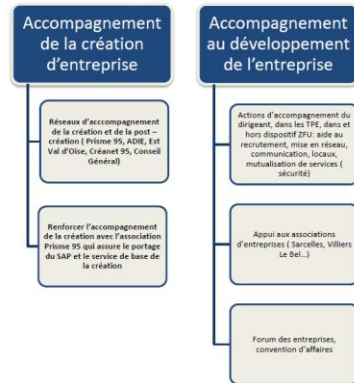 Accompagnement
de la création
d'entreprise
Réseaux d'acccompagnement
de la création et de la post –
création ( Prisme 95, ADIE, Est
Val d'Oise, Créanet 95, Conseil
Général)
Renforcer l'accompagnement
de la création avec l'association
Prisme 95 qui assure le portage
du SAP et le service de base de
la création
Accompagnement
au développement
de l'entreprise
Actions d'accompagnement du
dirigeant, dans les TPE, dans et
hors dispositif ZFU: aide au
recrutement, mise en réseau,
communication, locaux,
mutualisation de services (
sécurité)
Appui aux associations
d'entreprises ( Sarcelles, Villiers
Le Bel...)
Forum des entreprises,
convention d'affaires